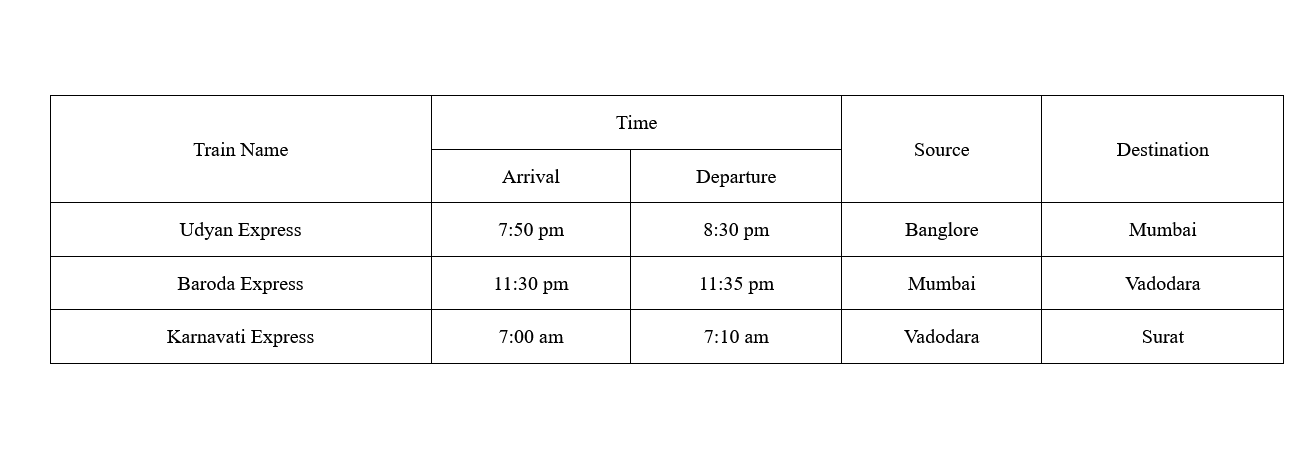 Train Name Time Source Destination
Arrival Departure
Udyan Express 7:50 pm 8:30 pm Banglore Mumbai
Baroda Express 11:30 pm 11:35 pm Mumbai Vadodara
Karnavati Express 7:00 am 7:10 am Vadodara Surat